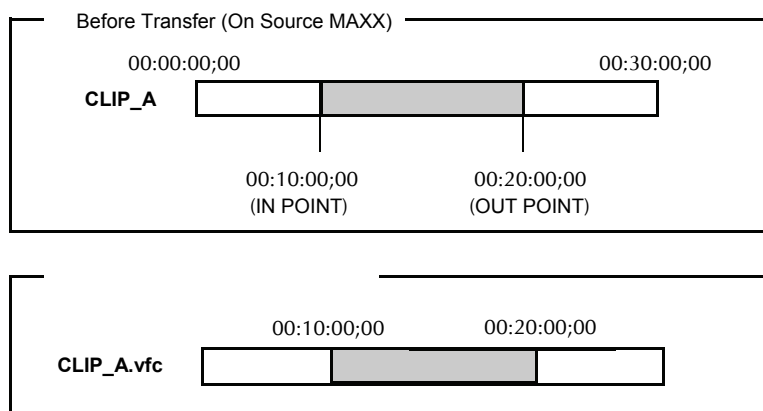 Before Transfer (On Source MAXX)
00:00:00;00 00:30:00;00
CLIP_A
00:10:00;00 00:20:00;00
(IN POINT) (OUT POINT)
00:10:00;00 00:20:00;00
CLIP_A.vfc